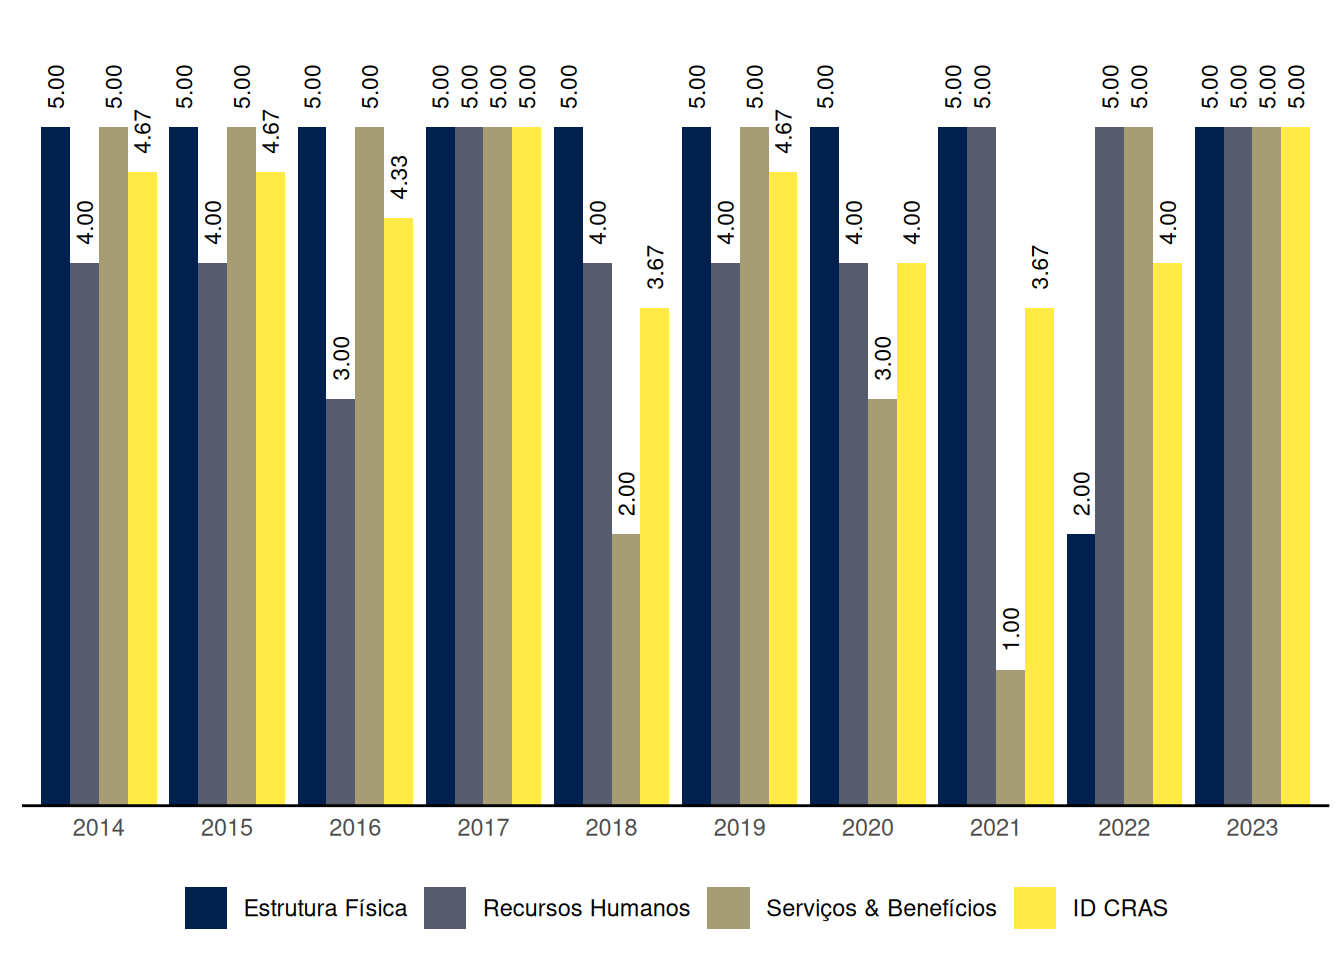 5.00 4.00 5.00 4.67
5.00 4.00 5.00 4.67
5.00 3.00 5.00 4.33
5.00 5.00 5.00 5.00
5.00 4.00 2.00 3.67
5.00 4.00 5.00 4.67
5.00 4.00 3.00 4.00
5.00 5.00 1.00 3.67
2.00 5.00 5.00 4.00
5.00 5.00 5.00 5.00
2014 2015 2016 2017 2018 2019 2020 2021 2022 2023
Estrutura Física Recursos Humanos Serviços & Benefícios ID CRAS